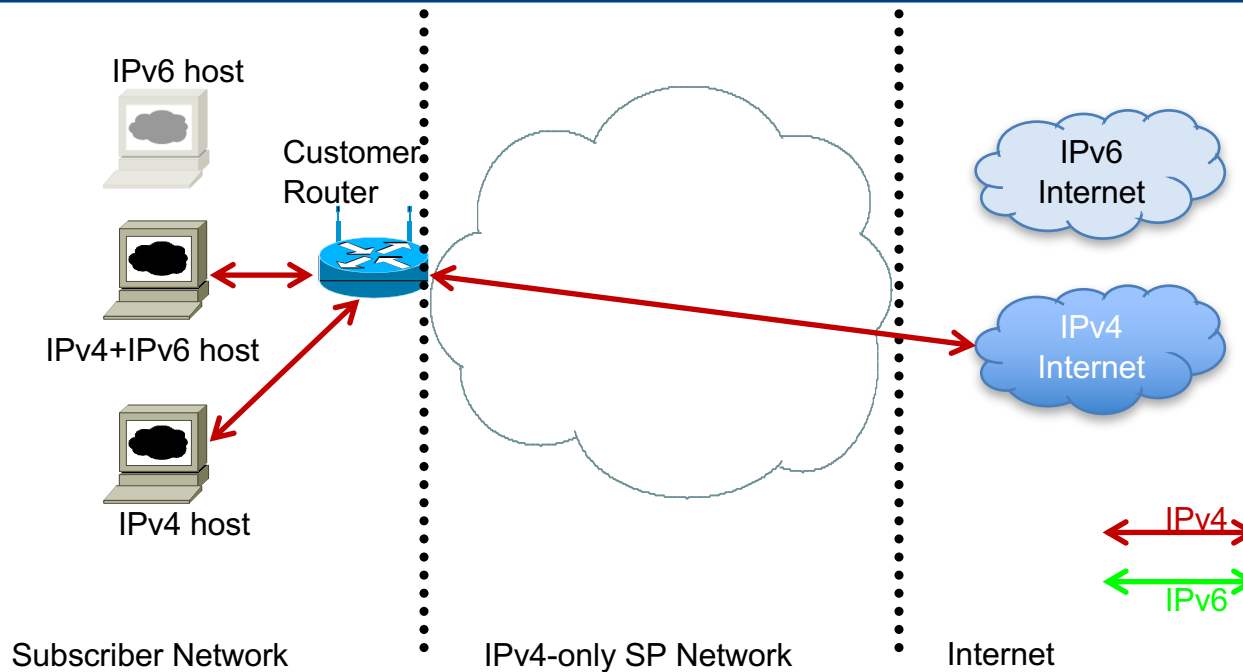 IPv6 host
Customer
Router
IPv4+IPv6 host
IPv4 host
IPv6
Internet
IPv4
Internet
IPv4
IPv6
Subscriber Network
IPv4-only SP Network
Internet